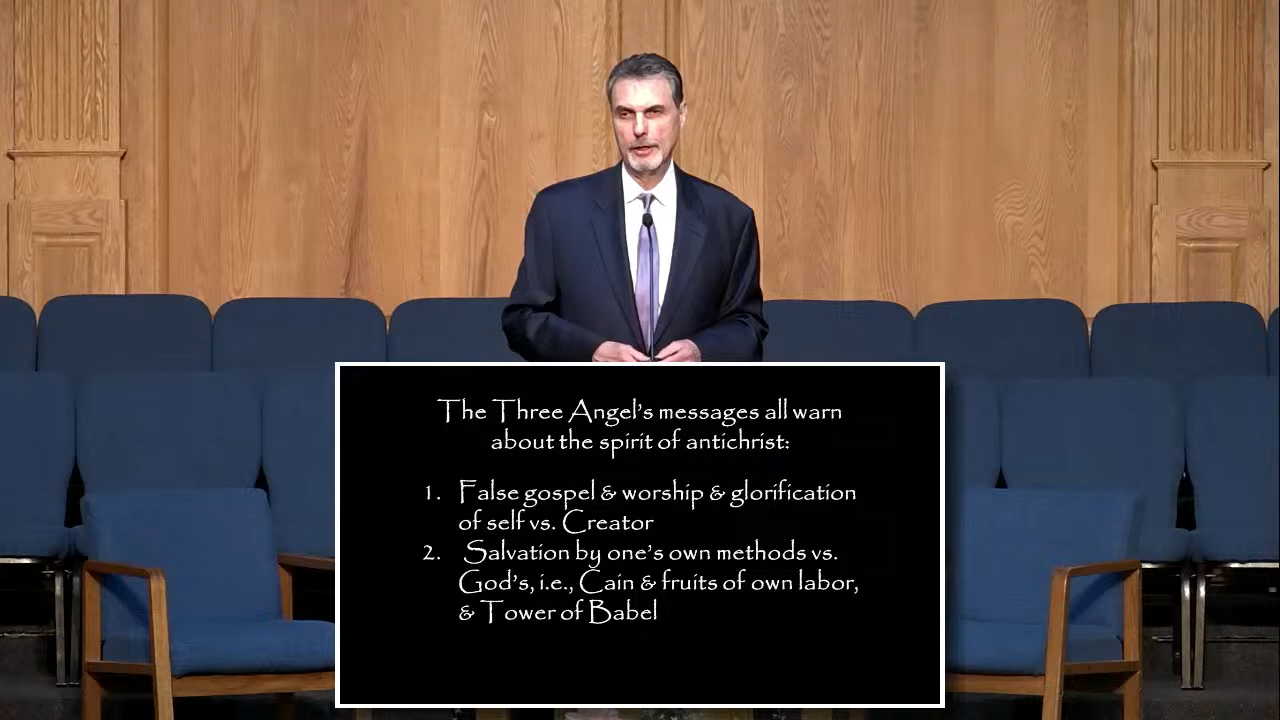 The Three Angel's messages all warn
about the spirit of antichrist:
1. False gospel & worship & glorification
of self vs. Creator
2. Salvation by one's own methods vs.
God's, i.e., Cain & fruits of own labor,
& Tower of Babel